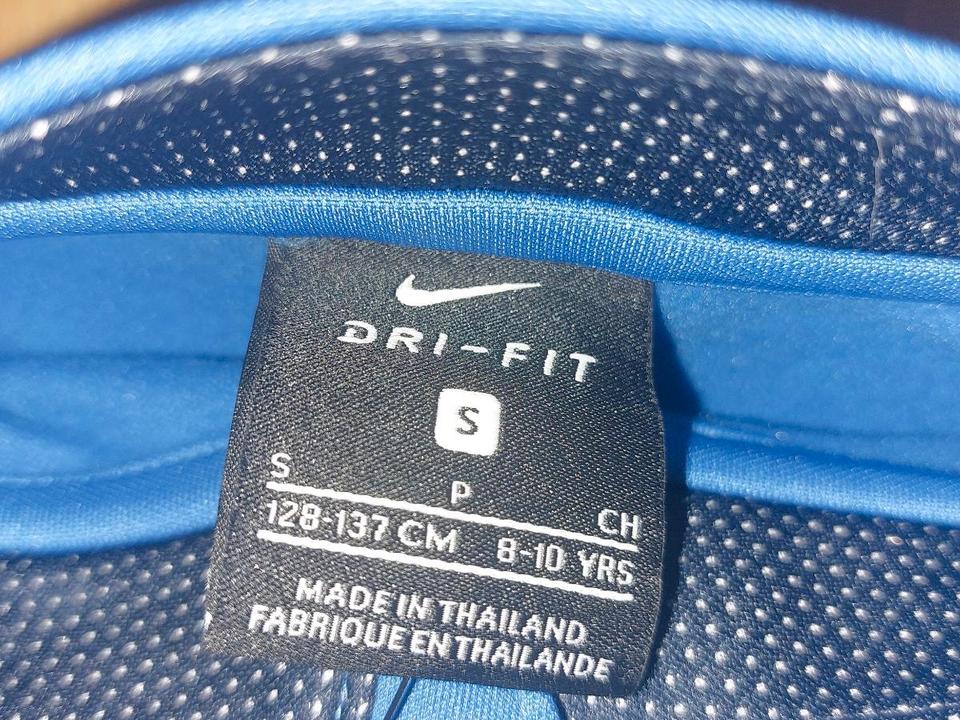 DRI-FIT
S
S P CH
128-137 CM 8-10 YRS
MADE IN THAILAND
FABRIQUE EN THAILANDE